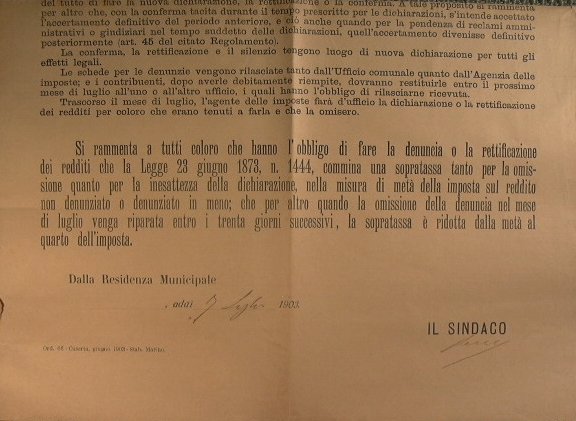 del tutto di fare la nuova dichiarazione, la rettificazione o la conferma. A tale proposito si rammenta
per altro che, con la conferma tacita durante il tempo prescritto per le dichiarazioni, s'intende accettato
l'accertamento definitivo del periodo anteriore, e ciò anche quando per la pendenza di reclami ammi-
nistrativi o giudiziari nel tempo suddetto delle dichiarazioni, quell'accertamento divenisse definitivo
posteriormente (art. 45 del citato Regolamento).
La conferma, la rettificazione e il silenzio tengono luogo di nuova dichiarazione per tutti gli
effetti legali.
Le schede per le denunzie vengono rilasciate tanto dall'Ufficio comunale quanto dall'Agenzia delle
imposte; e i contribuenti, dopo averle debitamente riempite, dovranno restituirle entro il prossimo
mese di luglio all'uno o all'altro ufficio, i quali hanno l'obbligo di rilasciarne ricevuta.
Trascorso il mese di luglio, l'agente delle imposte farà d'ufficio la dichiarazione o la rettificazione
dei redditi per coloro che erano tenuti a farla e che la omisero.
Si rammenta a tutti coloro che hanno l'obbligo di fare la denuncia o la rettificazione
dei redditi che la Legge 23 giugno 1873, n. 1444, commina una sopratassa tanto per la omis-
sione quanto per la inesattezza della dichiarazione, nella misura di metà della imposta sul reddito
non denunziato o denunziato in meno; che per altro quando la omissione della denuncia nel mese
di luglio venga riparata entro i trenta giorni successivi, la sopratassa è ridotta dalla metà al
quarto dell'imposta.
Dalla Residenza Municipale
, addì 7 luglio 1903.
IL SINDACO
Ord. 66 - Caserta, giugno 1903 - Stab. Marino.